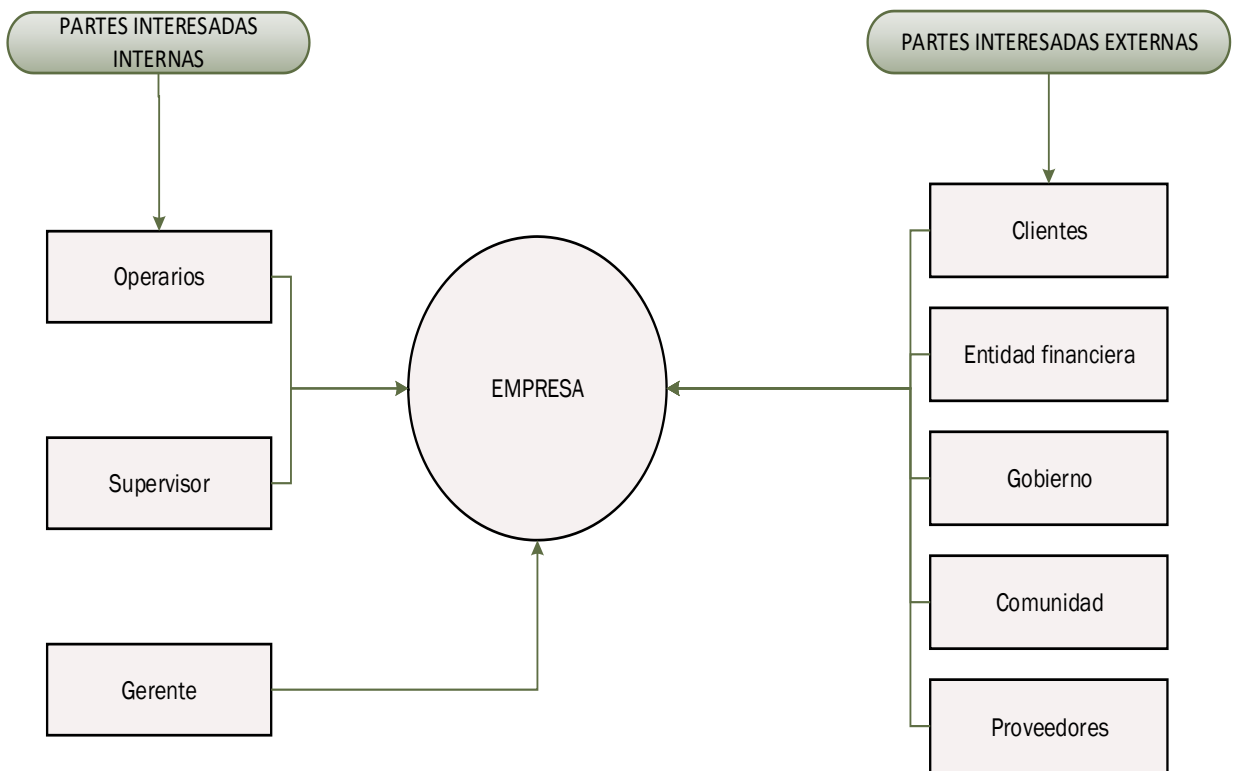 PARTES INTERESADAS
INTERNAS
PARTES INTERESADAS EXTERNAS
Operarios
Supervisor
Gerente
EMPRESA
Clientes
Entidad financiera
Gobierno
Comunidad
Proveedores